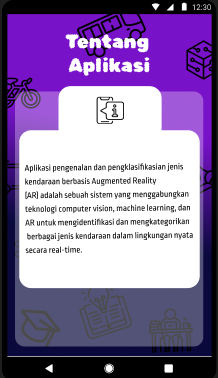 12:30
Tentang
Aplikasi
Aplikasi pengenalan dan pengklasifikasian jenis
kendaraan berbasis Augmented Reality
(AR) adalah sebuah sistem yang menggabungkan
teknologi computer vision, machine learning, dan
AR untuk mengidentifikasi dan mengkategorikan
berbagai jenis kendaraan dalam lingkungan nyata
secara real-time.